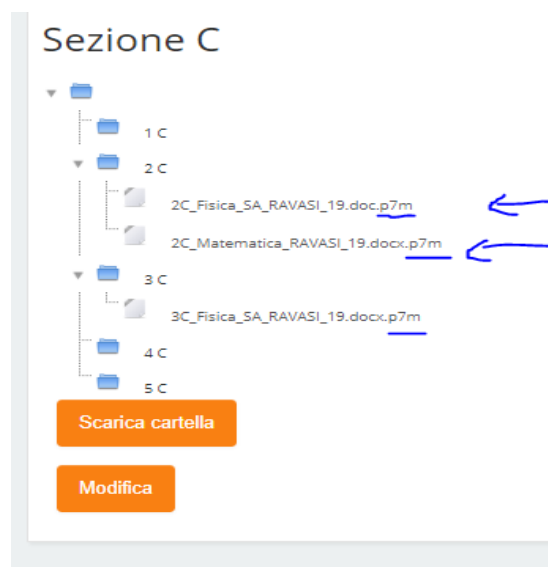 Sezione C
1 C
2 C
2C_Fisica_SA_RAVASI_19.doc.p7m
2C_Matematica_RAVASI_19.docx.p7m
3 C
3C_Fisica_SA_RAVASI_19.docx.p7m
4 C
5 C
Scarica cartella
Modifica